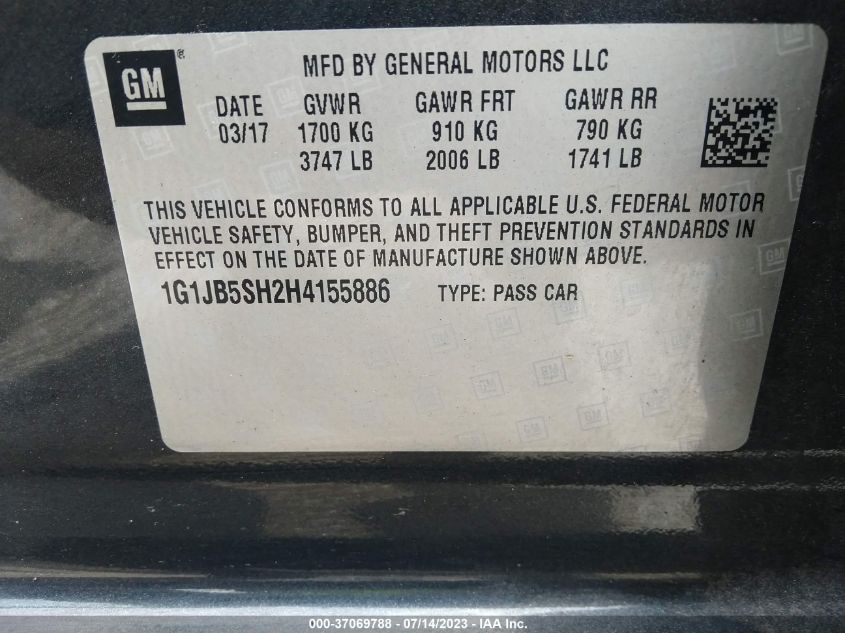 GM®
MFD BY GENERAL MOTORS LLC
DATE GVWR GAWR FRT GAWR RR
03/17 1700 KG 910 KG 790 KG
3747 LB 2006 LB 1741 LB
THIS VEHICLE CONFORMS TO ALL APPLICABLE U.S. FEDERAL MOTOR
VEHICLE SAFETY, BUMPER, AND THEFT PREVENTION STANDARDS IN
EFFECT ON THE DATE OF MANUFACTURE SHOWN ABOVE.
1G1JB5SH2H4155886 TYPE: PASS CAR
000-37069788 - 07/14/2023 - IAA Inc.